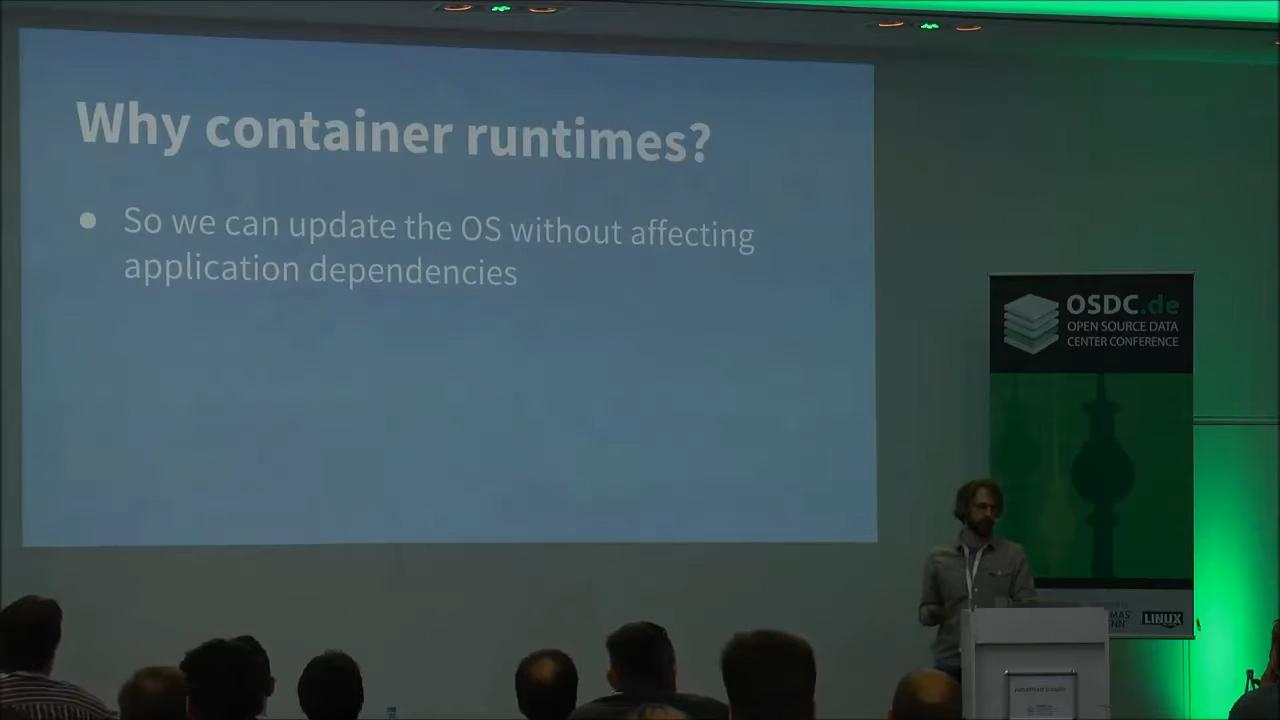 Why container runtimes?
● So we can update the OS without affecting
application dependencies
OSDC.de
OPEN SOURCE DATA
CENTER CONFERENCE
LINUX